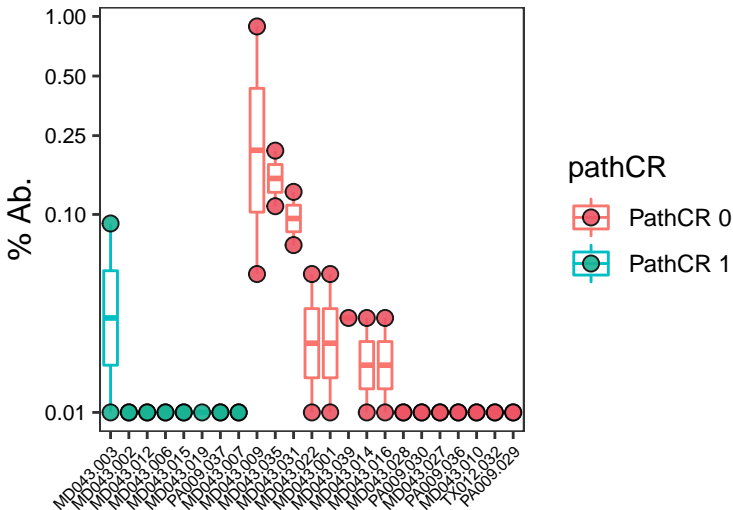 1.00
0.50
0.25
0.10
0.01
% Ab.
MD043.003
MD043.002
MD043.012
MD043.006
MD043.015
MD043.019
PA009.037
MD043.007
MD043.009
MD043.035
MD043.031
MD043.022
MD043.001
MD043.039
MD043.014
MD043.016
MD043.028
PA009.030
MD043.027
PA009.036
MD043.010
TX012.032
PA009.029
pathCR
PathCR 0
PathCR 1